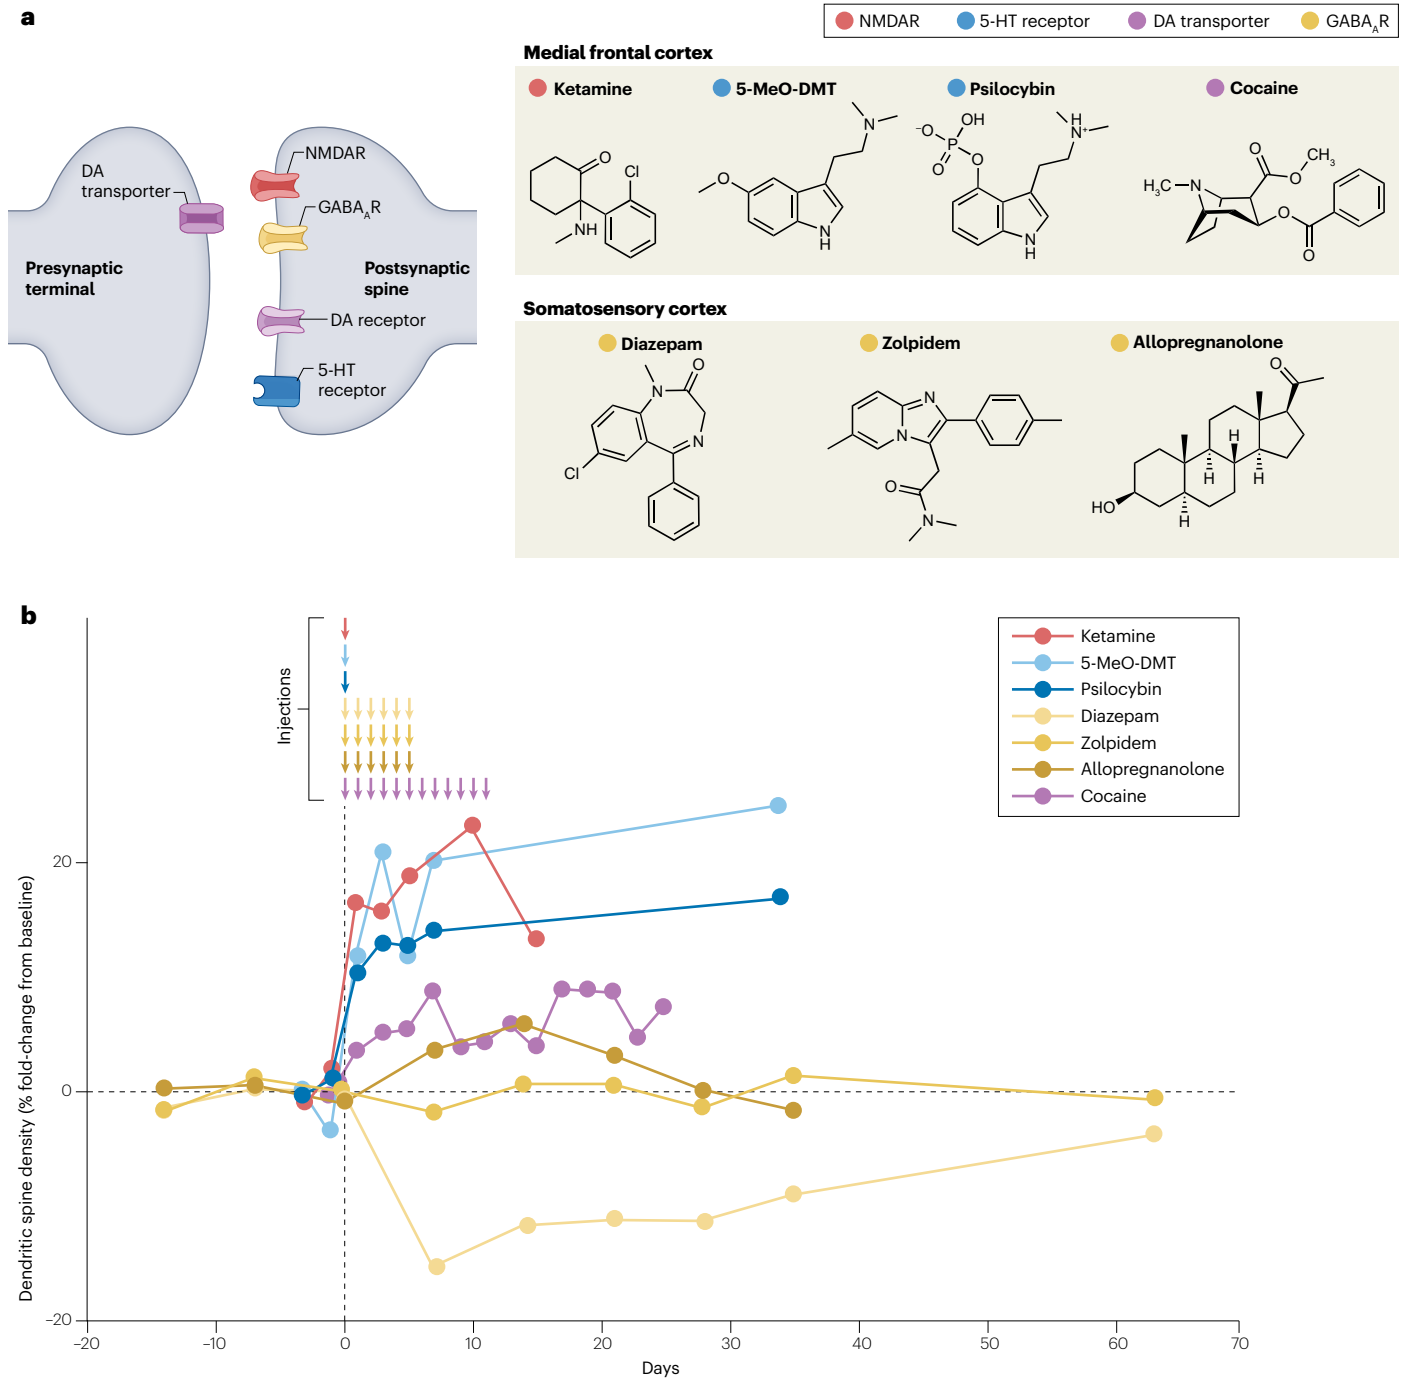 a
NMDAR
5-HT receptor
DA transporter
GABA_AR
Presynaptic
terminal
DA
transporter
NMDAR
GABA_AR
Postsynaptic
spine
DA receptor
5-HT
receptor
Medial frontal cortex
Ketamine
O
Cl
NH
5-MeO-DMT
N
O
N
H
Psilocybin
OH
⁻O
P
O
O
H
N⁺
N
H
Cocaine
H₃C
N
O
CH₃
O
O
O
Somatosensory cortex
Diazepam
N
O
N
Cl
Zolpidem
N
N
O
N
Allopregnanolone
O
H
H
H
HO
H
b
Injections
Ketamine
5-MeO-DMT
Psilocybin
Diazepam
Zolpidem
Allopregnanolone
Cocaine
Dendritic spine density (% fold-change from baseline)
20
0
–20
–20
–10
0
10
20
30
40
50
60
70
Days